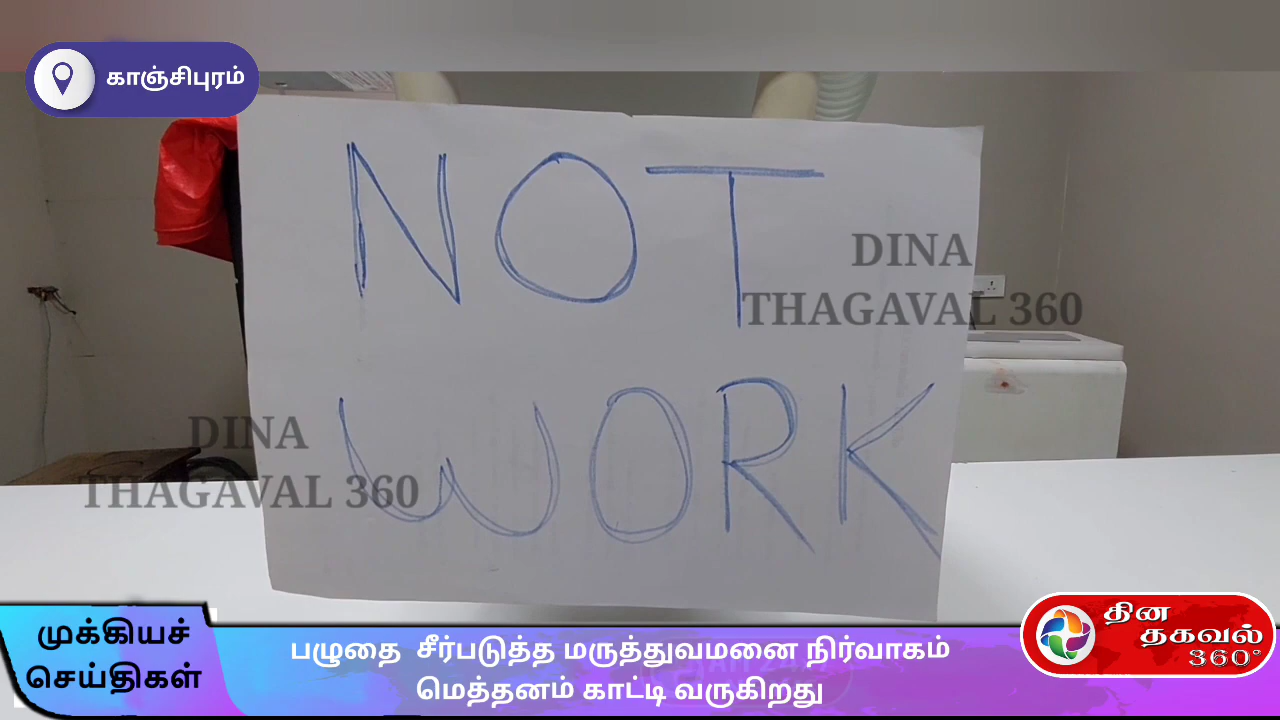 காஞ்சிபுரம்
NOT
DINA
THAGAVAL 360
WORK
DINA
THAGAVAL 360
முக்கியச்
செய்திகள்
பழுதை சீர்படுத்த மருத்துவமனை நிர்வாகம்
மெத்தனம் காட்டி வருகிறது
தின
தகவல்
360°